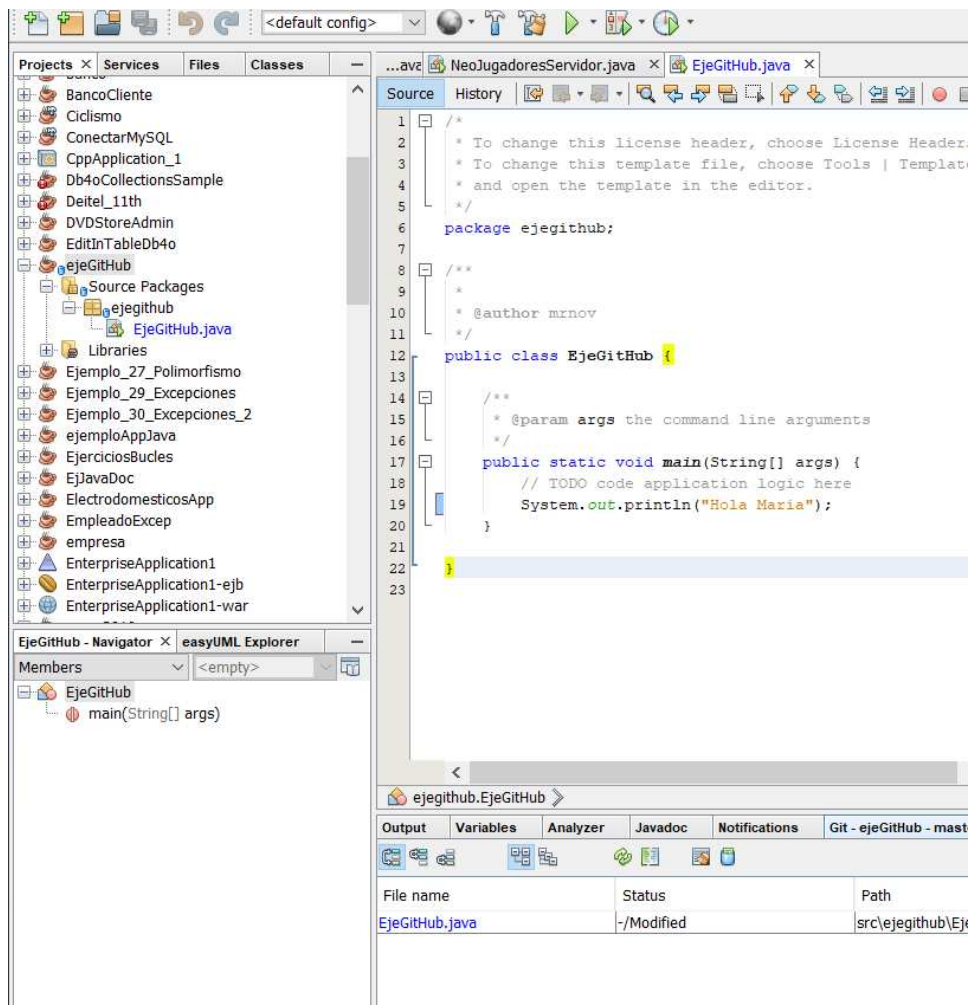 <default config>
Projects Services Files Classes
BancoCliente
Ciclismo
ConectarMySQL
CppApplication_1
Db4oCollectionsSample
Deitel_11th
DVDStoreAdmin
EditInTableDb4o
ejeGitHub
Source Packages
ejegithub
EjeGitHub.java
Libraries
Ejemplo_27_Polimorfismo
Ejemplo_29_Excepciones
Ejemplo_30_Excepciones_2
ejemploAppJava
EjerciciosBucles
EjJavaDoc
ElectrodomesticosApp
EmpleadoExcep
empresa
EnterpriseApplication1
EnterpriseApplication1-ejb
EnterpriseApplication1-war
EjeGitHub - Navigator easyUML Explorer
Members <empty>
EjeGitHub
main(String[] args)
...ava NeoJugadoresServidor.java EjeGitHub.java
Source History
1 /*
2 * To change this license header, choose License Header
3 * To change this template file, choose Tools | Template
4 * and open the template in the editor.
5 */
6 package ejegithub;
7
8 /**
9 *
10 * @author mrnov
11 */
12 public class EjeGitHub {
13
14 /**
15 * @param args the command line arguments
16 */
17 public static void main(String[] args) {
18 // TODO code application logic here
19 System.out.println("Hola Maria");
20 }
21
22 }
23
ejegithub.EjeGitHub
Output Variables Analyzer Javadoc Notifications Git - ejeGitHub - mast
File name Status Path
EjeGitHub.java -/Modified src\ejegithub\Eje